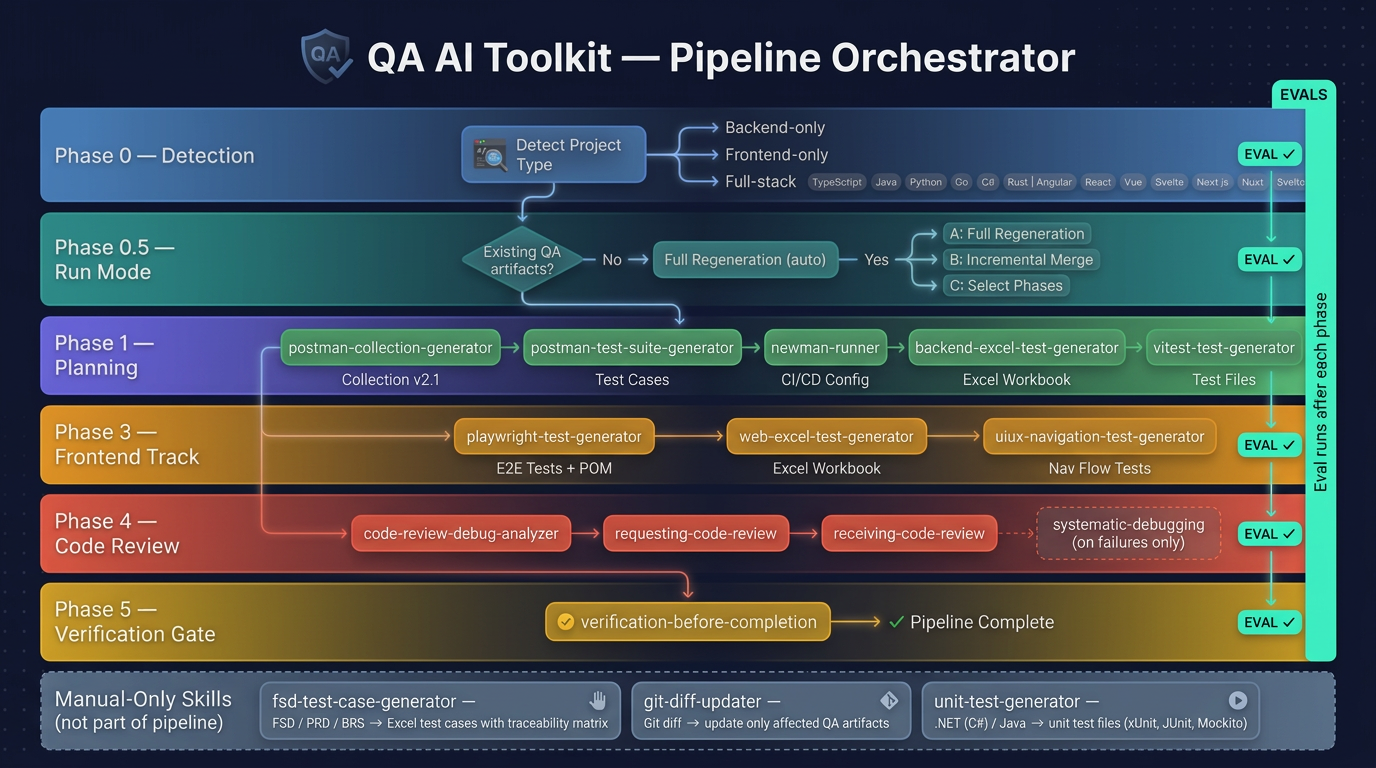 QA
QA AI Toolkit — Pipeline Orchestrator
EVALS
Phase 0 — Detection
Detect Project
Type
Backend-only
Frontend-only
Full-stack
TypeSctipt
Java
Python
Go
C8
Rust | Angular
React
Vue
Svelte
Next js
Nuxt
Svelto
EVAL ✓
Phase 0.5 —
Run Mode
Existing QA
artifacts?
No
Full Regeneration (auto)
Yes
A: Full Regeneration
B: Incremental Merge
C: Select Phases
EVAL ✓
Phase 1 —
Planning
postman-collection-generator
Collection v2.1
postman-test-suite-generator
Test Cases
newman-runner
CI/CD Config
backend-excel-test-generator
Excel Workbook
vitest-test-generator
Test Files
Phase 3 —
Frontend Track
playwright-test-generator
E2E Tests + POM
web-excel-test-generator
Excel Workbook
uiux-navigation-test-generator
Nav Flow Tests
EVAL ✓
Phase 4 —
Code Review
code-review-debug-analyzer
requesting-code-review
receiving-code-review
systematic-debugging
(on failures only)
EVAL ✓
Phase 5 —
Verification Gate
verification-before-completion
✓ Pipeline Complete
EVAL ✓
Eval runs after each phase
Manual-Only Skills
(not part of pipeline)
fsd-test-case-generator —
FSD / PRD / BRS → Excel test cases with traceability matrix
git-diff-updater —
Git diff → update only affected QA artifacts
unit-test-generator —
.NET (C#) / Java → unit test files (xUnit, JUnit, Mockito)